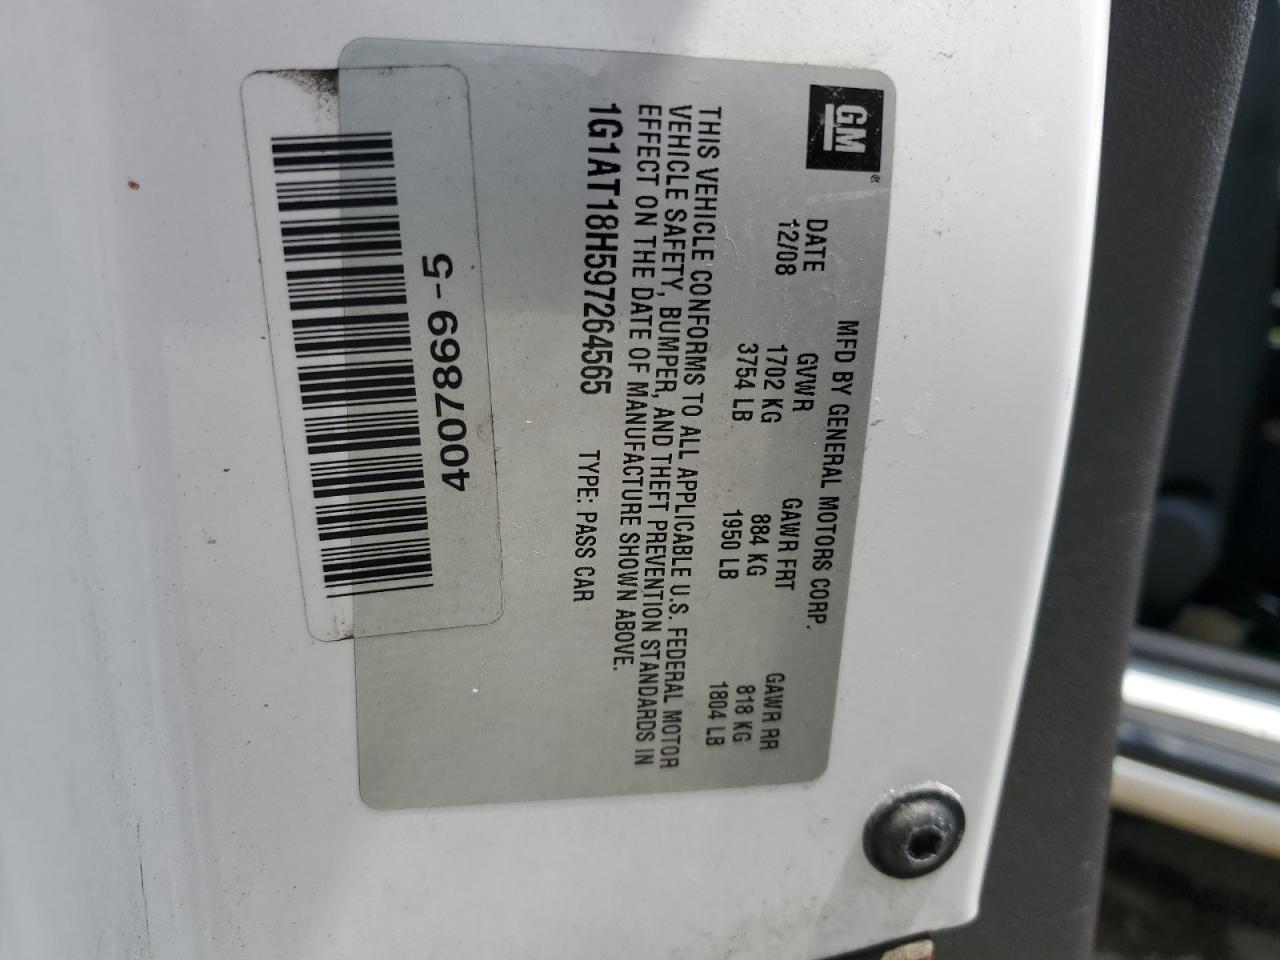 GM®
MFD BY GENERAL MOTORS CORP.
DATE GVWR GAWR FRT GAWR RR
12/08 1702 KG 884 KG 818 KG
3754 LB 1950 LB 1804 LB
THIS VEHICLE CONFORMS TO ALL APPLICABLE U.S. FEDERAL MOTOR
VEHICLE SAFETY, BUMPER, AND THEFT PREVENTION STANDARDS IN
EFFECT ON THE DATE OF MANUFACTURE SHOWN ABOVE.
1G1AT18H597264565 TYPE: PASS CAR
4007869-5